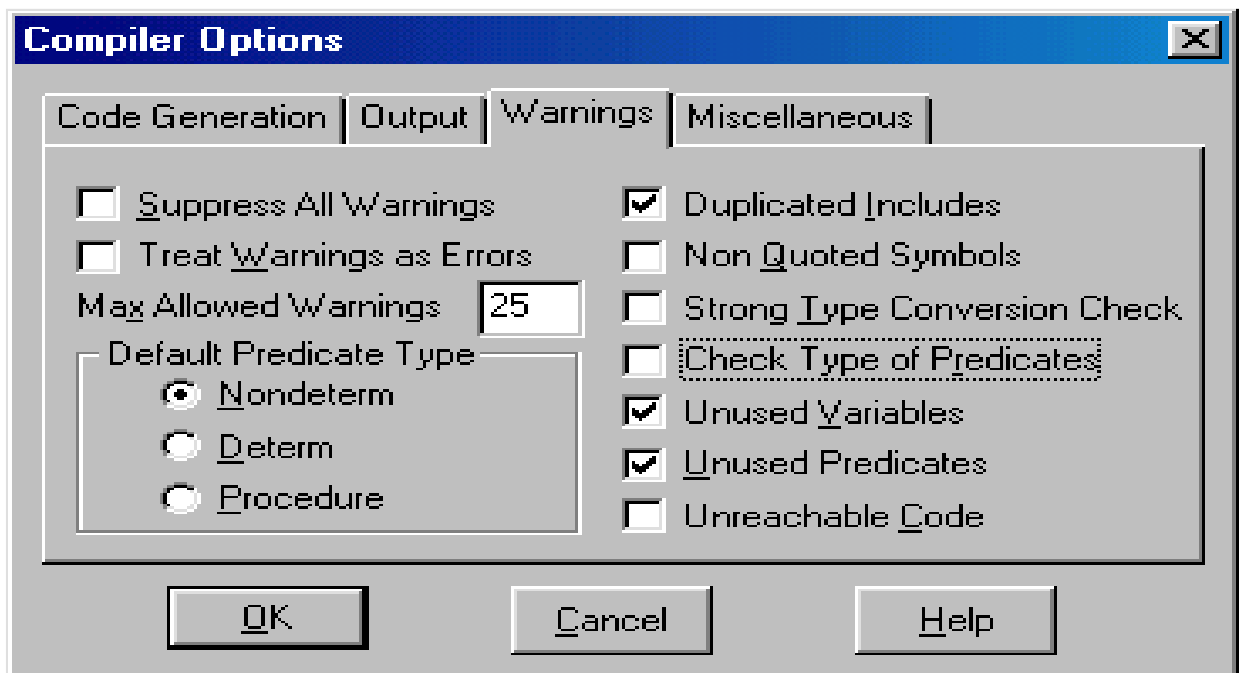 Compiler Options
Code Generation
Output
Warnings
Miscellaneous
Suppress All Warnings
Treat Warnings as Errors
Max Allowed Warnings 25
Default Predicate Type
Nondeterm
Determ
Procedure
Duplicated Includes
Non Quoted Symbols
Strong Type Conversion Check
Check Type of Predicates
Unused Variables
Unused Predicates
Unreachable Code
OK
Cancel
Help